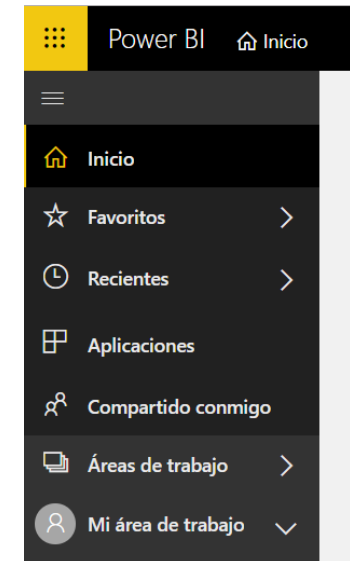 Power BI Inicio
Inicio
Favoritos
Recientes
Aplicaciones
Compartido conmigo
Áreas de trabajo
Mi área de trabajo